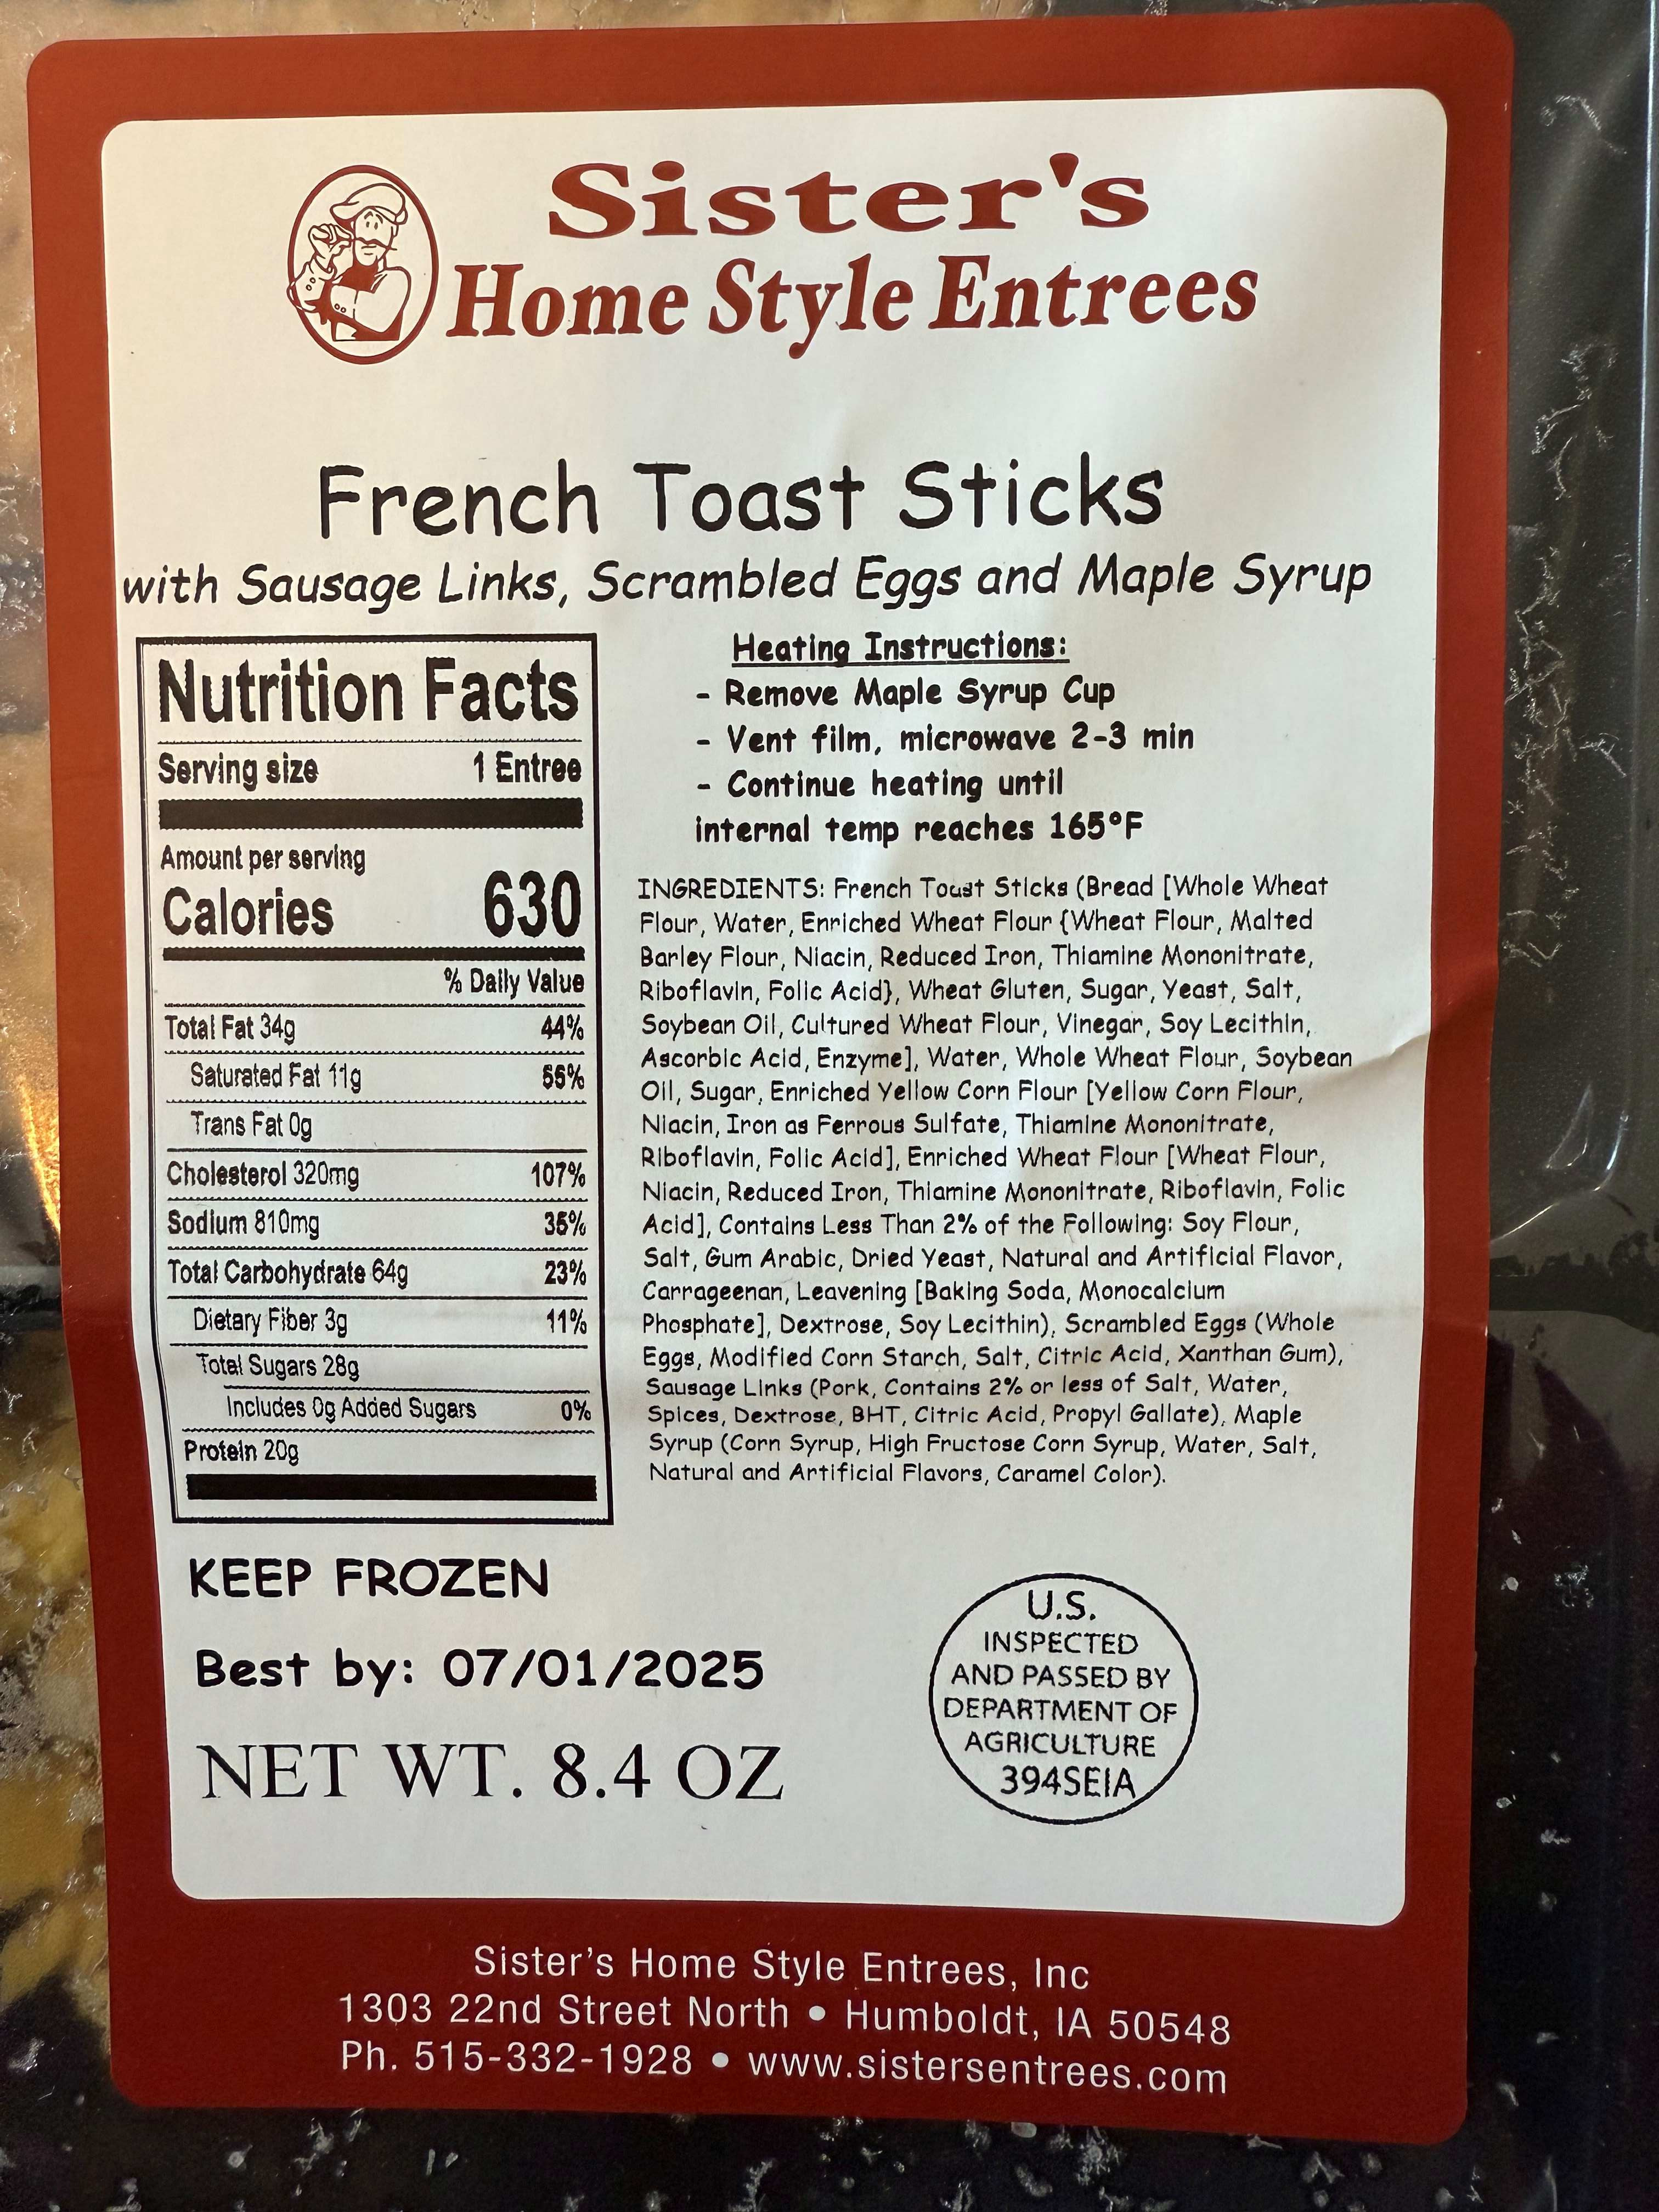 Sister's
Home Style Entrees
French Toast Sticks
with Sausage Links, Scrambled Eggs and Maple Syrup
Nutrition Facts
Serving size 1 Entree
Amount per serving
Calories 630
% Daily Value
Total Fat 34g 44%
Saturated Fat 11g 55%
Trans Fat 0g
Cholesterol 320mg 107%
Sodium 810mg 35%
Total Carbohydrate 64g 23%
Dietary Fiber 3g 11%
Total Sugars 28g
Includes 0g Added Sugars 0%
Protein 20g
Heating Instructions:
- Remove Maple Syrup Cup
- Vent film, microwave 2-3 min
- Continue heating until
internal temp reaches 165°F
INGREDIENTS: French Toast Sticks (Bread [Whole Wheat
Flour, Water, Enriched Wheat Flour {Wheat Flour, Malted
Barley Flour, Niacin, Reduced Iron, Thiamine Mononitrate,
Riboflavin, Folic Acid}, Wheat Gluten, Sugar, Yeast, Salt,
Soybean Oil, Cultured Wheat Flour, Vinegar, Soy Lecithin,
Ascorbic Acid, Enzyme], Water, Whole Wheat Flour, Soybean
Oil, Sugar, Enriched Yellow Corn Flour [Yellow Corn Flour,
Niacin, Iron as Ferrous Sulfate, Thiamine Mononitrate,
Riboflavin, Folic Acid], Enriched Wheat Flour [Wheat Flour,
Niacin, Reduced Iron, Thiamine Mononitrate, Riboflavin, Folic
Acid], Contains Less Than 2% of the Following: Soy Flour,
Salt, Gum Arabic, Dried Yeast, Natural and Artificial Flavor,
Carrageenan, Leavening [Baking Soda, Monocalcium
Phosphate], Dextrose, Soy Lecithin), Scrambled Eggs (Whole
Eggs, Modified Corn Starch, Salt, Citric Acid, Xanthan Gum),
Sausage Links (Pork, Contains 2% or less of Salt, Water,
Spices, Dextrose, BHT, Citric Acid, Propyl Gallate), Maple
Syrup (Corn Syrup, High Fructose Corn Syrup, Water, Salt,
Natural and Artificial Flavors, Caramel Color).
KEEP FROZEN
Best by: 07/01/2025
NET WT. 8.4 OZ
U.S.
INSPECTED
AND PASSED BY
DEPARTMENT OF
AGRICULTURE
394SEIA
Sister's Home Style Entrees, Inc
1303 22nd Street North • Humboldt, IA 50548
Ph. 515-332-1928 • www.sistersentrees.com